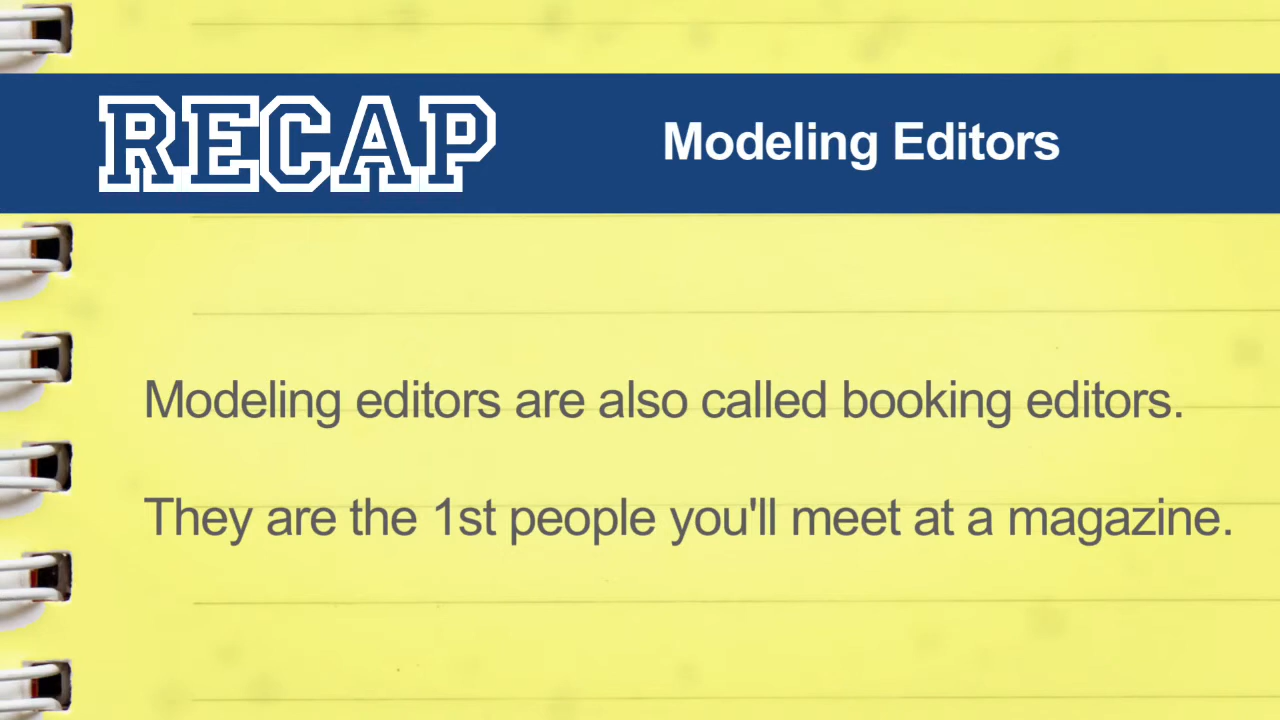 RECAP
Modeling Editors
Modeling editors are also called booking editors.
They are the 1st people you'll meet at a magazine.